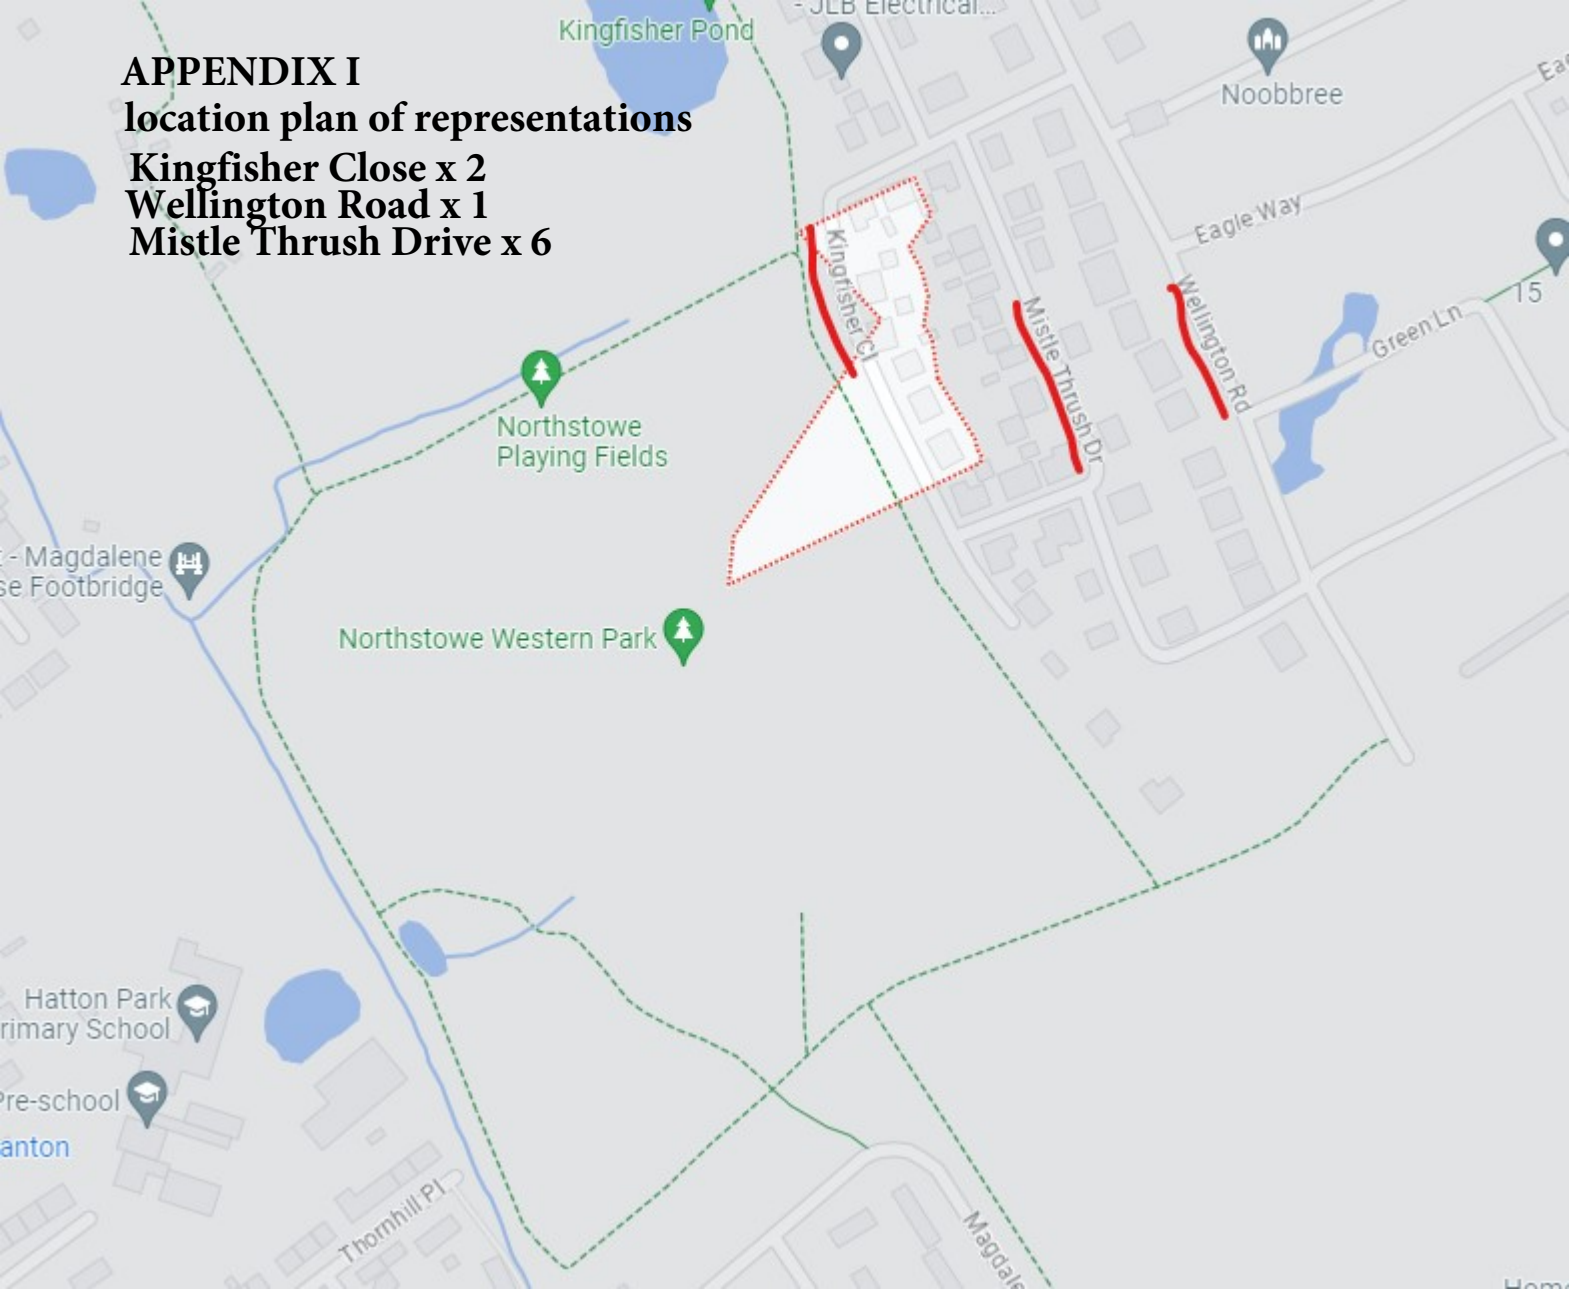 - JLB Electrical...
Kingfisher Pond
APPENDIX I
location plan of representations
Kingfisher Close x 2
Wellington Road x 1
Mistle Thrush Drive x 6
Noobbree
Eagle Way
15
Green Ln
Kingfisher Cl
Mistle Thrush Dr
Wellington Rd
Northstowe
Playing Fields
- Magdalene
se Footbridge
Northstowe Western Park
Hatton Park
rimary School
Pre-school
anton
Thornhill Pl
Magdale